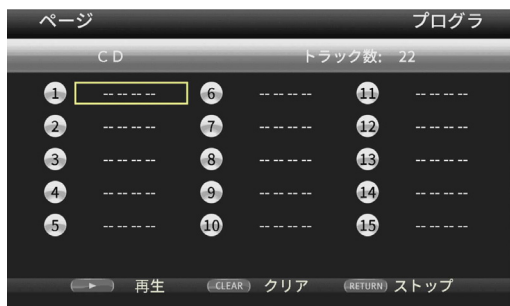 ページ プログラ
CD トラック数: 22
1 -- -- -- -- 6 -- -- -- -- 11 -- -- -- --
2 -- -- -- -- 7 -- -- -- -- 12 -- -- -- --
3 -- -- -- -- 8 -- -- -- -- 13 -- -- -- --
4 -- -- -- -- 9 -- -- -- -- 14 -- -- -- --
5 -- -- -- -- 10 -- -- -- -- 15 -- -- -- --
再生 CLEAR クリア RETURN ストップ